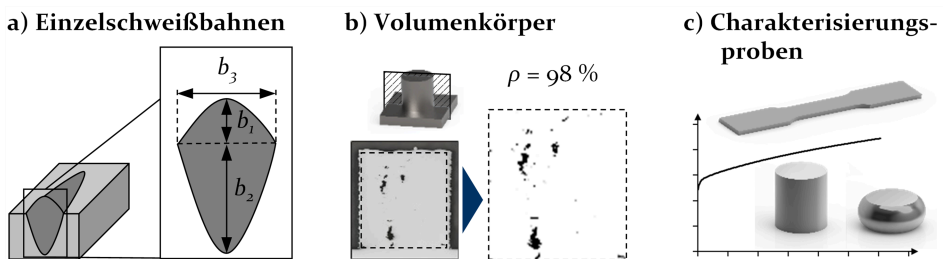 a) Einzelschweißbahnen
b₃
b₁
b₂
b) Volumenkörper
ρ = 98 %
c) Charakterisierungs-
proben